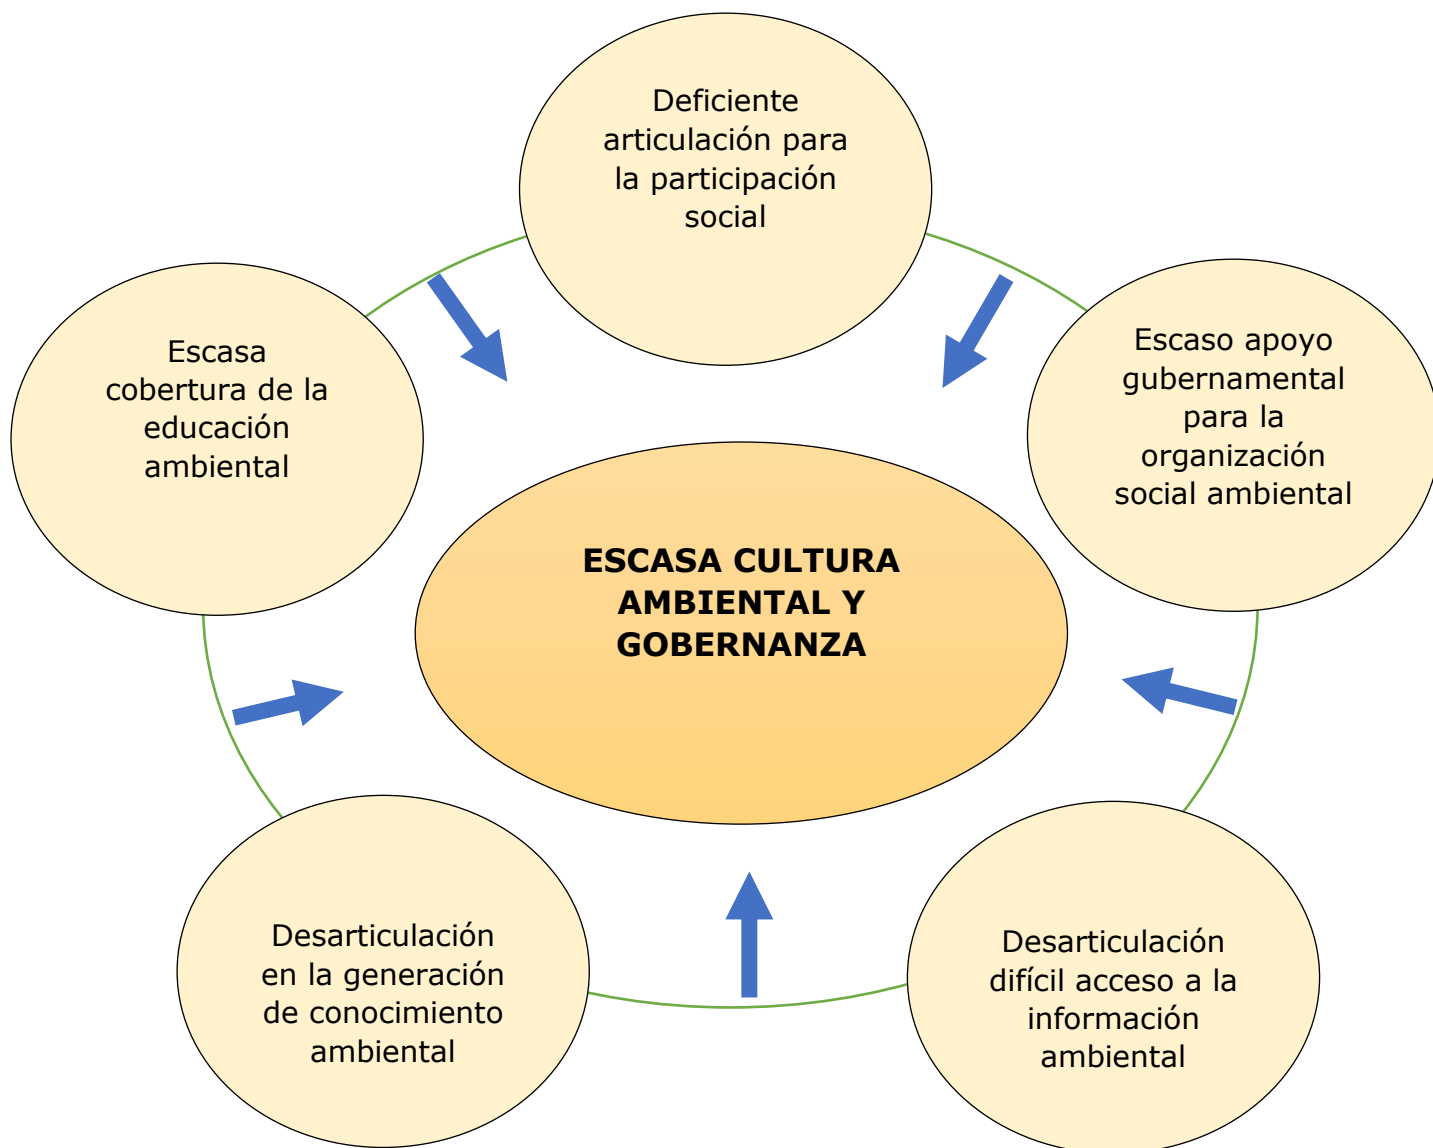 Deficiente
articulación para
la participación
social
Escasa
cobertura de la
educación
ambiental
Escaso apoyo
gubernamental
para la
organización
social ambiental
ESCASA CULTURA
AMBIENTAL Y
GOBERNANZA
Desarticulación
en la generación
de conocimiento
ambiental
Desarticulación
difícil acceso a la
información
ambiental